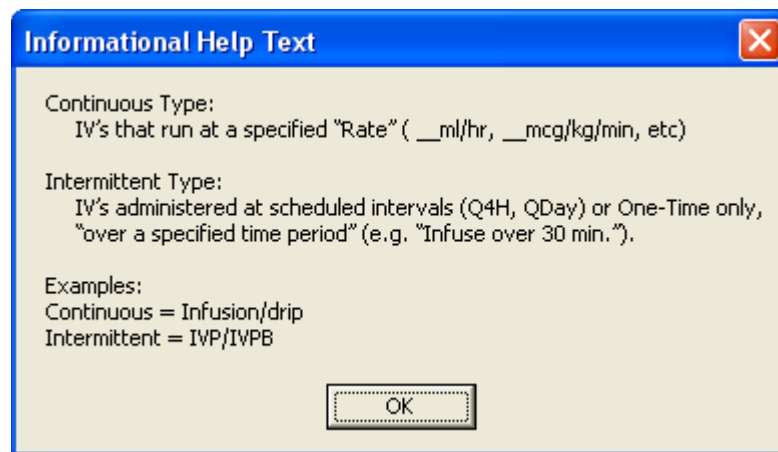 Informational Help Text
Continuous Type:
IV's that run at a specified "Rate" ( __ml/hr, __mcg/kg/min, etc)
Intermittent Type:
IV's administered at scheduled intervals (Q4H, QDay) or One-Time only,
"over a specified time period" (e.g. "Infuse over 30 min.").
Examples:
Continuous = Infusion/drip
Intermittent = IVP/IVPB
OK